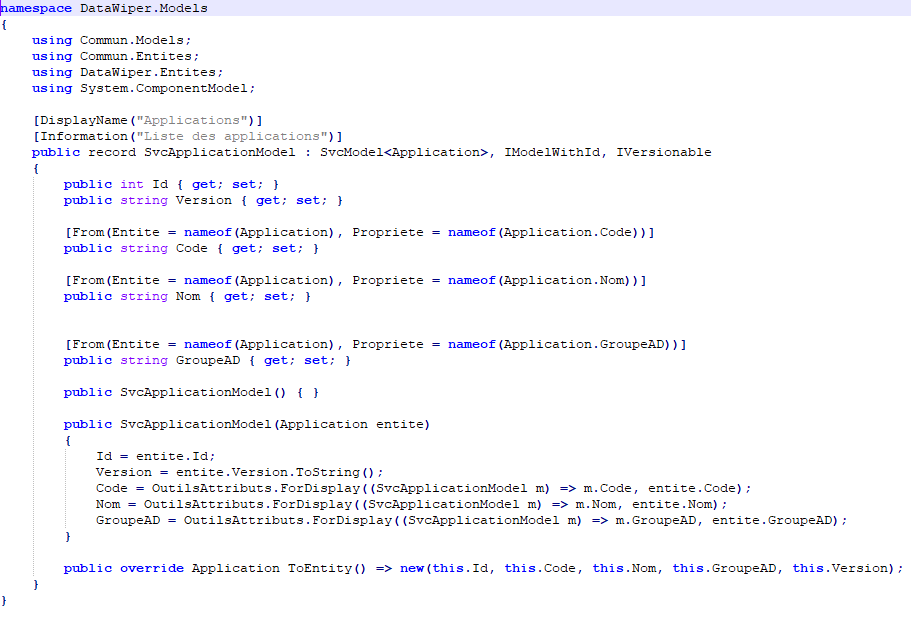 namespace DataWiper.Models
{
    using Commun.Models;
    using Commun.Entites;
    using DataWiper.Entites;
    using System.ComponentModel;

    [DisplayName("Applications")]
    [Information("Liste des applications")]
    public record SvcApplicationModel : SvcModel<Application>, IModelWithId, IVersionable
    {
        public int Id { get; set; }
        public string Version { get; set; }

        [From(Entite = nameof(Application), Propriete = nameof(Application.Code))]
        public string Code { get; set; }

        [From(Entite = nameof(Application), Propriete = nameof(Application.Nom))]
        public string Nom { get; set; }


        [From(Entite = nameof(Application), Propriete = nameof(Application.GroupeAD))]
        public string GroupeAD { get; set; }

        public SvcApplicationModel() { }

        public SvcApplicationModel(Application entite)
        {
            Id = entite.Id;
            Version = entite.Version.ToString();
            Code = OutilsAttributs.ForDisplay((SvcApplicationModel m) => m.Code, entite.Code);
            Nom = OutilsAttributs.ForDisplay((SvcApplicationModel m) => m.Nom, entite.Nom);
            GroupeAD = OutilsAttributs.ForDisplay((SvcApplicationModel m) => m.GroupeAD, entite.GroupeAD);
        }

        public override Application ToEntity() => new(this.Id, this.Code, this.Nom, this.GroupeAD, this.Version);
    }
}